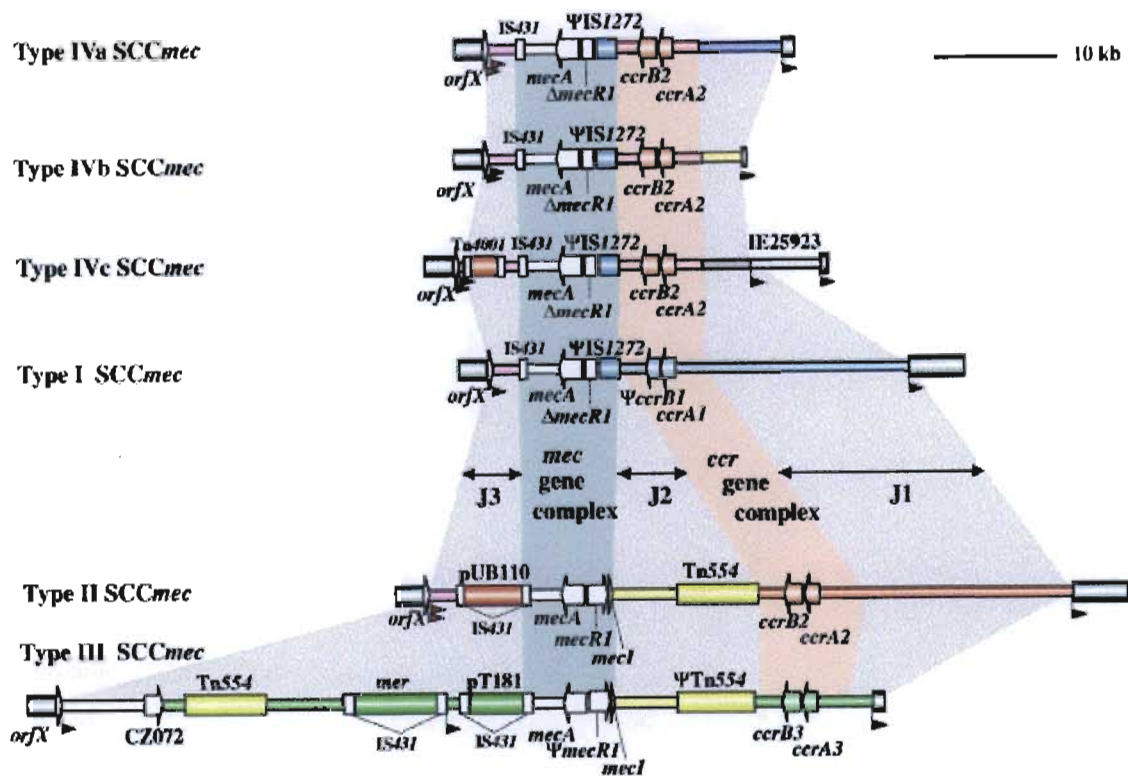 IS431 ΨIS1272
Type IVa SCCmec 10 kb
orfX mecA ccrB2
ΔmecR1 ccrA2
IS431 ΨIS1272
Type IVb SCCmec
orfX mecA ccrB2
ΔmecR1 ccrA2
Tn4001 IS431 ΨIS1272 IE25923
Type IVc SCCmec
orfX mecA ccrB2
ΔmecR1 ccrA2
IS431 ΨIS1272
Type I SCCmec
orfX mecA ΨccrB1
ΔmecR1 ccrA1
mec ccr
J3 gene J2 gene J1
complex complex
pUB110 Tn554
Type II SCCmec
orfX IS431 mecA ccrB2
mecR1 ccrA2
mecI
Type III SCCmec
Tn554 mer pT181 ΨTn554
orfX CZ072 IS431 IS431 mecA ccrB3
ΨmecR1 ccrA3
mecI